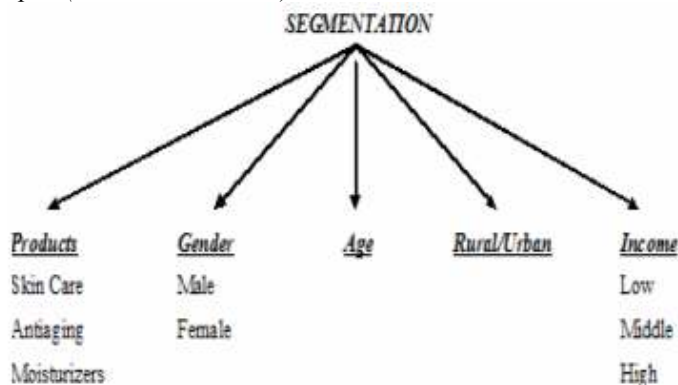 SEGMENTATION
Products Gender Age Rural/Urban Income
Skin Care Male Low
Antiaging Female Middle
Moisturizers High